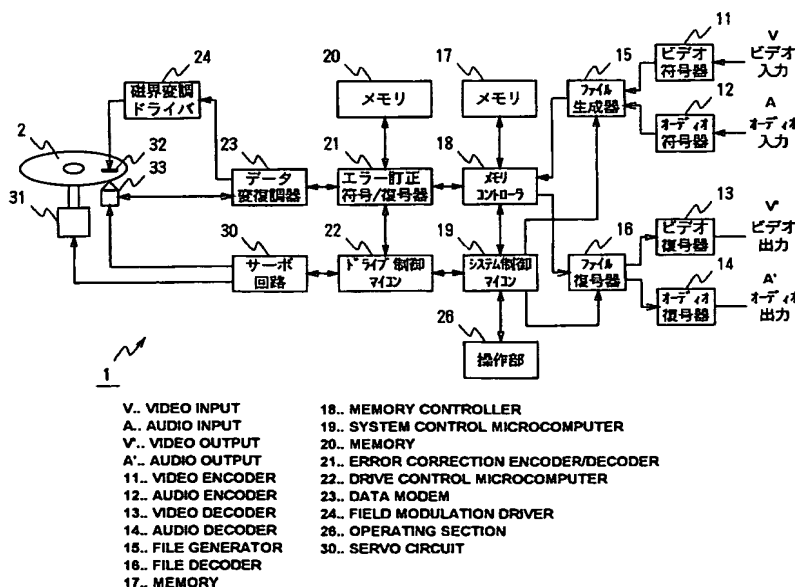 24
磁界変調
ドライバ
2
32
33
31
23
データ
変復調器
30
サーボ
回路
20
メモリ
21
エラー訂正
符号/復号器
22
ドライブ制御
マイコン
17
メモリ
18
メモリ
コントローラ
19
システム制御
マイコン
26
操作部
15
ファイル
生成器
16
ファイル
復号器
11
ビデオ
符号器
V
ビデオ
入力
12
オーディオ
符号器
A
オーディオ
入力
13
ビデオ
復号器
V'
ビデオ
出力
14
オーディオ
復号器
A'
オーディオ
出力
1
V.. VIDEO INPUT
A.. AUDIO INPUT
V'.. VIDEO OUTPUT
A'.. AUDIO OUTPUT
11.. VIDEO ENCODER
12.. AUDIO ENCODER
13.. VIDEO DECODER
14.. AUDIO DECODER
15.. FILE GENERATOR
16.. FILE DECODER
17.. MEMORY
18.. MEMORY CONTROLLER
19.. SYSTEM CONTROL MICROCOMPUTER
20.. MEMORY
21.. ERROR CORRECTION ENCODER/DECODER
22.. DRIVE CONTROL MICROCOMPUTER
23.. DATA MODEM
24.. FIELD MODULATION DRIVER
26.. OPERATING SECTION
30.. SERVO CIRCUIT